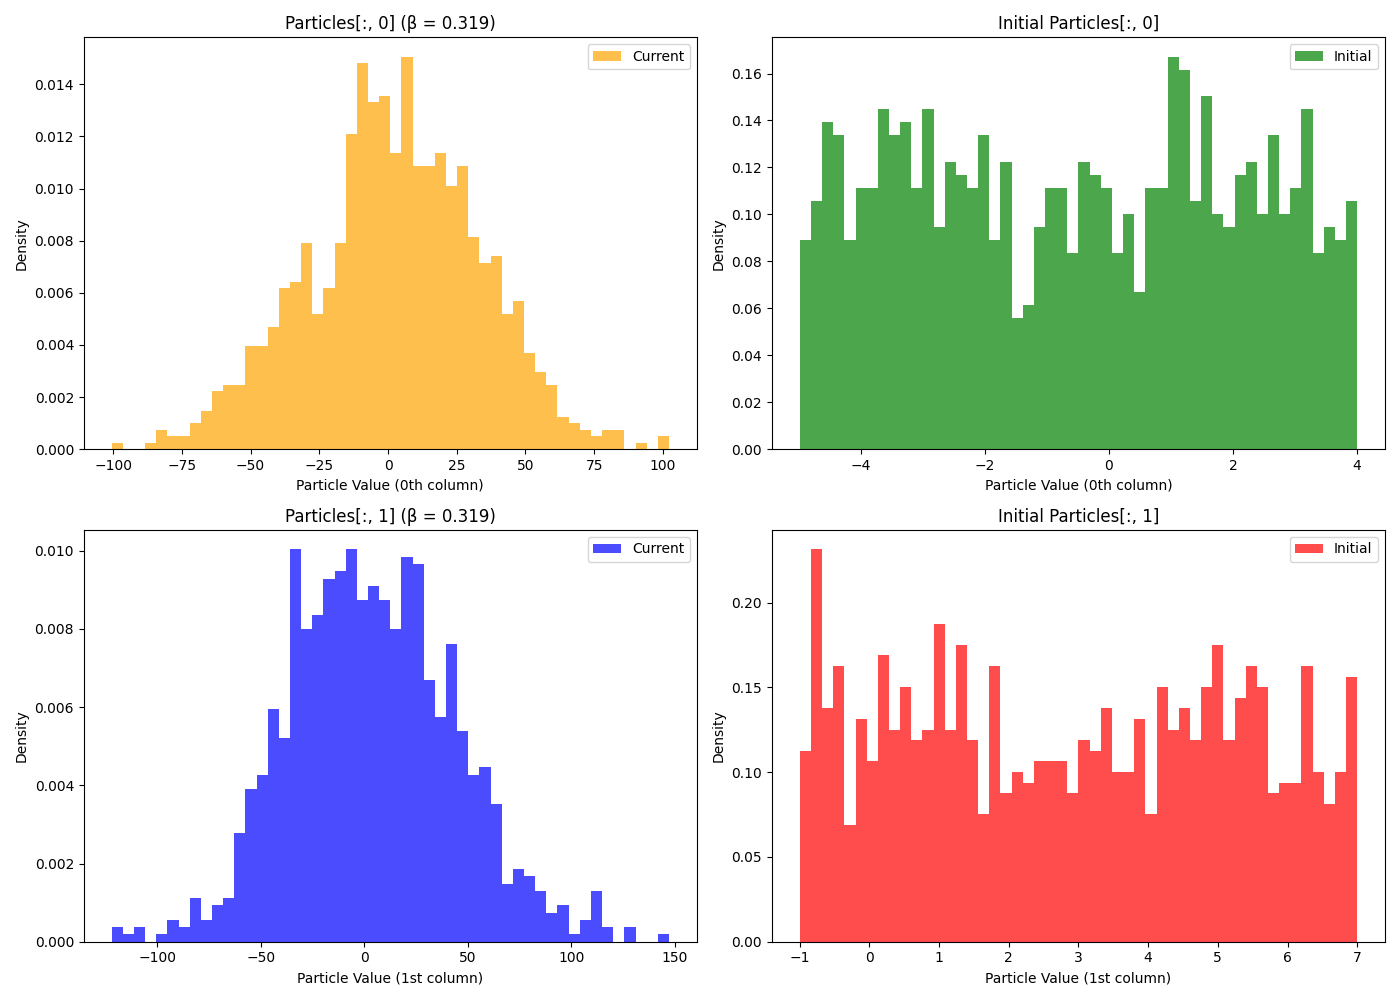 Particles[:, 0] (β = 0.319)
Current
Density
0.014
0.012
0.010
0.008
0.006
0.004
0.002
0.000
−100 −75 −50 −25 0 25 50 75 100
Particle Value (0th column)
Initial Particles[:, 0]
Initial
Density
0.16
0.14
0.12
0.10
0.08
0.06
0.04
0.02
0.00
−4 −2 0 2 4
Particle Value (0th column)
Particles[:, 1] (β = 0.319)
Current
Density
0.010
0.008
0.006
0.004
0.002
0.000
−100 −50 0 50 100 150
Particle Value (1st column)
Initial Particles[:, 1]
Initial
Density
0.20
0.15
0.10
0.05
0.00
−1 0 1 2 3 4 5 6 7
Particle Value (1st column)